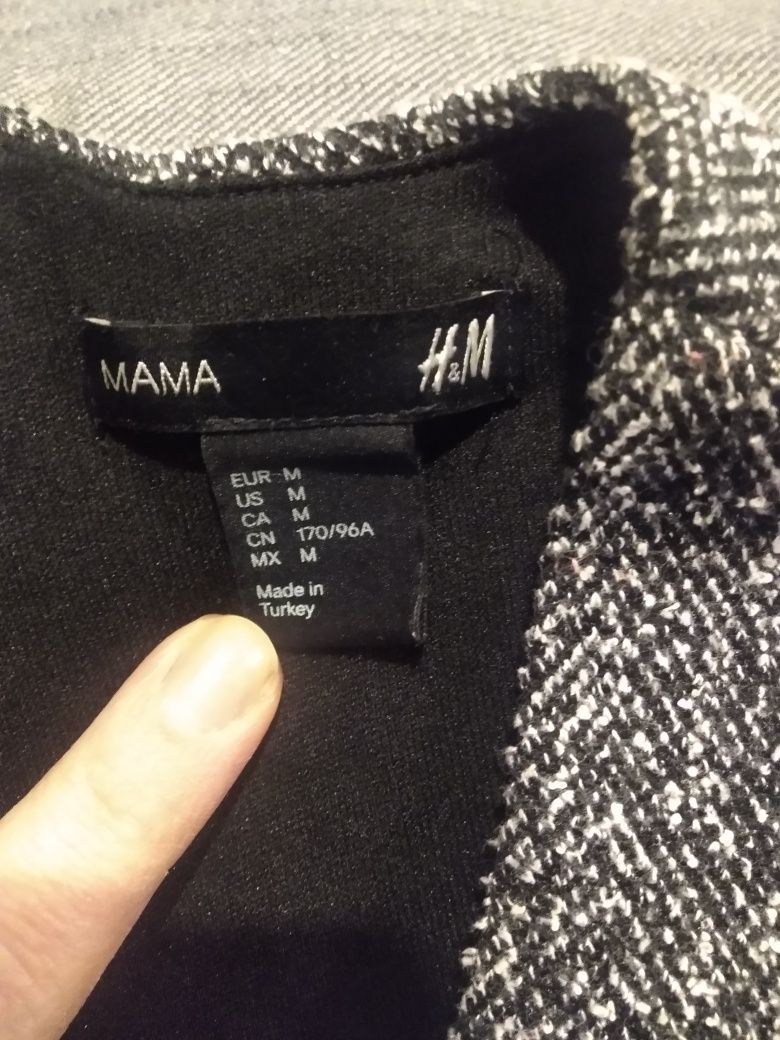 MAMA H&M
EUR M
US M
CA M
CN 170/96A
MX M
Made in
Turkey